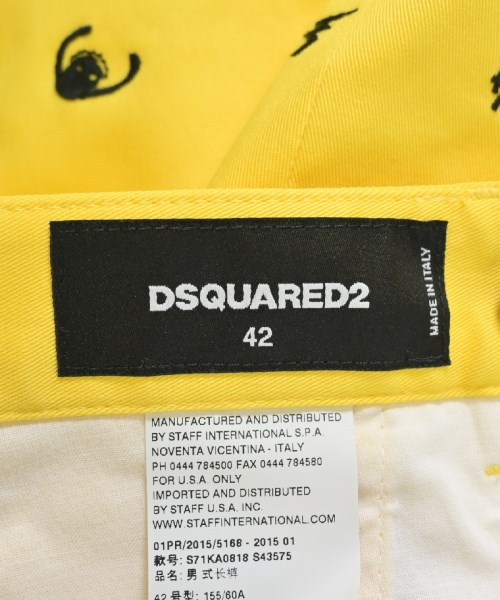 DSQUARED2
42
MADE IN ITALY
MANUFACTURED AND DISTRIBUTED
BY STAFF INTERNATIONAL S.P.A.
NOVENTA VICENTINA - ITALY
PH 0444 784500 FAX 0444 784580
FOR U.S.A. ONLY
IMPORTED AND DISTRIBUTED
BY STAFF U.S.A. INC.
WWW.STAFFINTERNATIONAL.COM
01PR/2015/5168 - 2015 01
款号: S71KA0818 S43575
品名: 男式长裤
42 号型: 155/60A